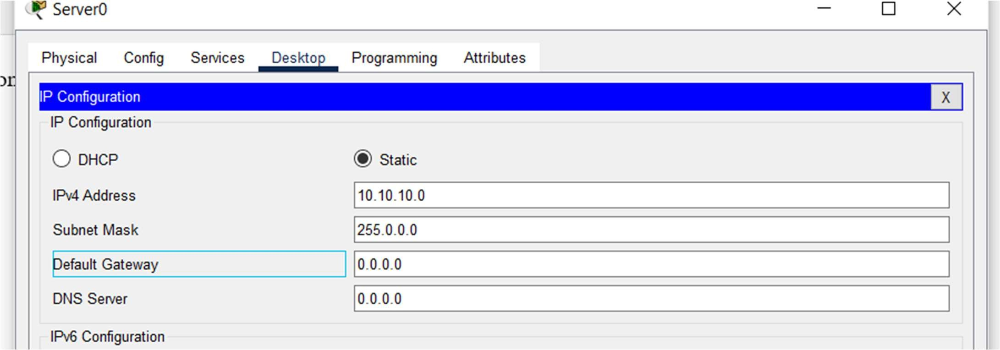 Server0
Physical Config Services Desktop Programming Attributes
on
IP Configuration X
IP Configuration
DHCP Static
IPv4 Address 10.10.10.0
Subnet Mask 255.0.0.0
Default Gateway 0.0.0.0
DNS Server 0.0.0.0
IPv6 Configuration